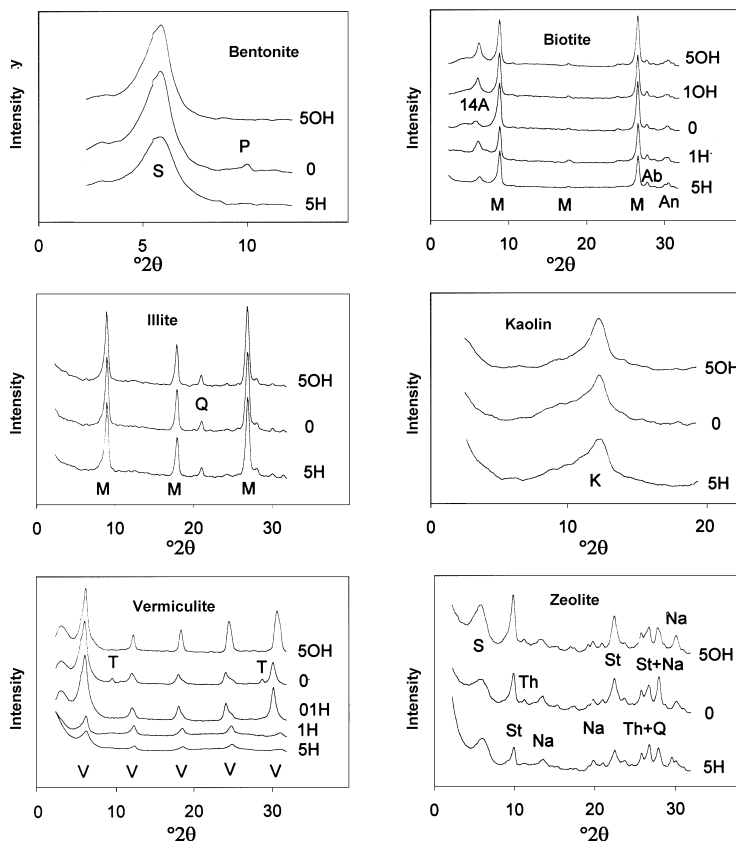 Bentonite
Intensity
y
5OH
P
0
S
5H
0 5 10
°2θ
Biotite
Intensity
5OH
1OH
14A
0
1H
Ab
5H
M M M An
0 10 20 30
°2θ
Illite
Intensity
5OH
Q
0
5H
M M M
0 10 20 30
°2θ
Kaolin
Intensity
5OH
0
K
5H
0 10 20
°2θ
Vermiculite
Intensity
5OH
T T
0
01H
1H
5H
V V V V V
0 10 20 30
°2θ
Zeolite
Intensity
Na
S
5OH
St St+Na
Th
0
St Na Na Th+Q
5H
0 10 20 30
°2θ